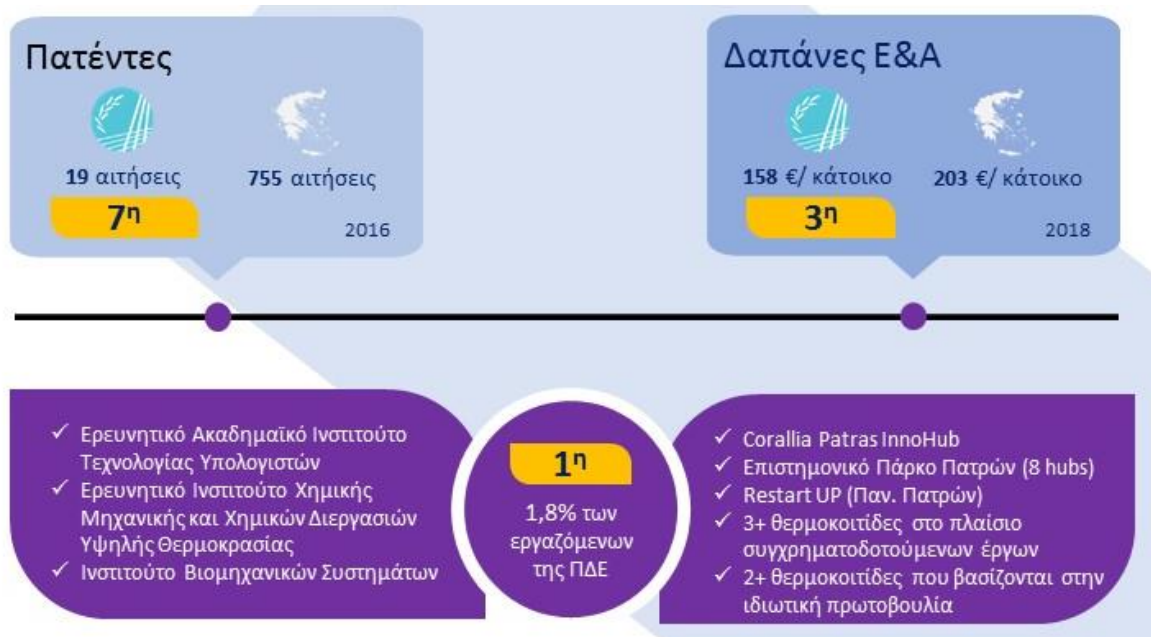 Πατέντες
19 αιτήσεις
755 αιτήσεις
7η
2016
Δαπάνες Ε&Α
158 €/ κάτοικο
203 €/ κάτοικο
3η
2018
✓ Ερευνητικό Ακαδημαϊκό Ινστιτούτο
Τεχνολογίας Υπολογιστών
✓ Ερευνητικό Ινστιτούτο Χημικής
Μηχανικής και Χημικών Διεργασιών
Υψηλής Θερμοκρασίας
✓ Ινστιτούτο Βιομηχανικών Συστημάτων
1η
1,8% των
εργαζόμενων
της ΠΔΕ
✓ Corallia Patras InnoHub
✓ Επιστημονικό Πάρκο Πατρών (8 hubs)
✓ Restart UP (Παν. Πατρών)
✓ 3+ θερμοκοιτίδες στο πλαίσιο
συγχρηματοδοτούμενων έργων
✓ 2+ θερμοκοιτίδες που βασίζονται στην
ιδιωτική πρωτοβουλία